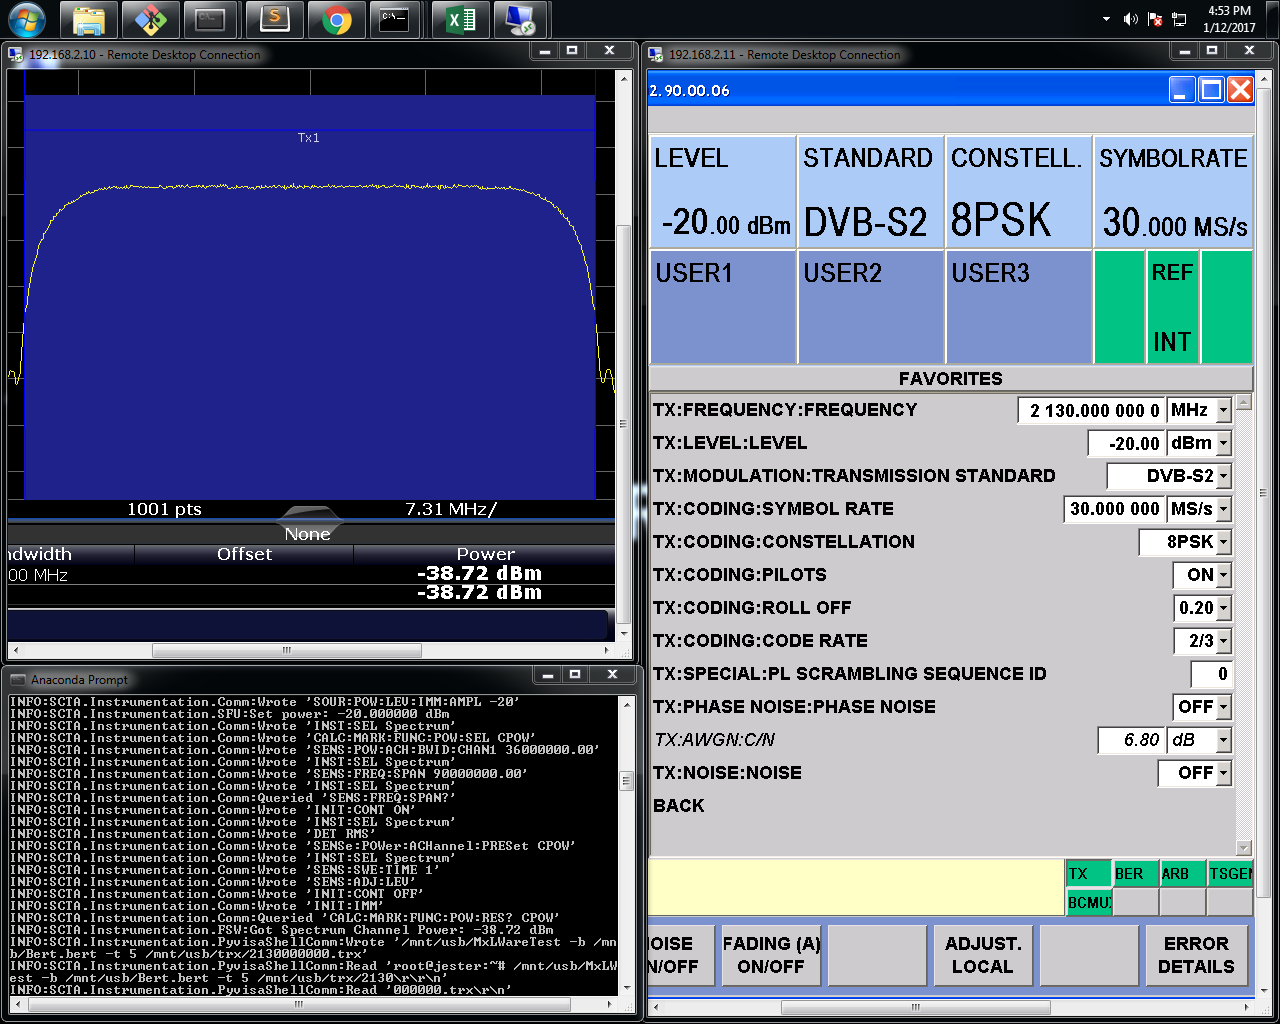 4:53 PM
1/12/2017
192.168.2.10 - Remote Desktop Connection
Tx1
1001 pts
7.31 MHz/
None
ndwidth Offset Power
00 MHz -38.72 dBm
-38.72 dBm
Anaconda Prompt
INFO:SCTA.Instrumentation.Comm:Wrote 'SOUR:POW:LEV:IMM:AMPL -20'
INFO:SCTA.Instrumentation.SFU:Set power: -20.000000 dBm
INFO:SCTA.Instrumentation.Comm:Wrote 'INST:SEL Spectrum'
INFO:SCTA.Instrumentation.Comm:Wrote 'CALC:MARK:FUNC:POW:SEL CPOW'
INFO:SCTA.Instrumentation.Comm:Wrote 'SENS:POW:ACH:BWID:CHAN1 36000000.00'
INFO:SCTA.Instrumentation.Comm:Wrote 'INST:SEL Spectrum'
INFO:SCTA.Instrumentation.Comm:Wrote 'SENS:FREQ:SPAN 90000000.00'
INFO:SCTA.Instrumentation.Comm:Wrote 'INST:SEL Spectrum'
INFO:SCTA.Instrumentation.Comm:Queried 'SENS:FREQ:SPAN?'
INFO:SCTA.Instrumentation.Comm:Wrote 'INIT:CONT ON'
INFO:SCTA.Instrumentation.Comm:Wrote 'INST:SEL Spectrum'
INFO:SCTA.Instrumentation.Comm:Wrote 'DET RMS'
INFO:SCTA.Instrumentation.Comm:Wrote 'SENSe:POWer:ACHannel:PRESet CPOW'
INFO:SCTA.Instrumentation.Comm:Wrote 'INST:SEL Spectrum'
INFO:SCTA.Instrumentation.Comm:Wrote 'SENS:SWE:TIME 1'
INFO:SCTA.Instrumentation.Comm:Wrote 'SENS:ADJ:LEV'
INFO:SCTA.Instrumentation.Comm:Wrote 'INIT:CONT OFF'
INFO:SCTA.Instrumentation.Comm:Wrote 'INIT:IMM'
INFO:SCTA.Instrumentation.Comm:Queried 'CALC:MARK:FUNC:POW:RES? CPOW'
INFO:SCTA.Instrumentation.FSW:Got Spectrum Channel Power: -38.72 dBm
INFO:SCTA.Instrumentation.PyvisaShellComm:Wrote '/mnt/usb/MxLWareTest -b /mn
b/Bert.bert -t 5 /mnt/usb/trx/2130000000.trx'
INFO:SCTA.Instrumentation.PyvisaShellComm:Read 'root@jester:~# /mnt/usb/MxLW
est -b /mnt/usb/Bert.bert -t 5 /mnt/usb/trx/2130\r\r\n'
INFO:SCTA.Instrumentation.PyvisaShellComm:Read '000000.trx\r\n'
192.168.2.11 - Remote Desktop Connection
2.90.00.06
LEVEL STANDARD CONSTELL. SYMBOLRATE
-20.00 dBm DVB-S2 8PSK 30.000 MS/s
USER1 USER2 USER3 REF
INT
FAVORITES
TX:FREQUENCY:FREQUENCY 2 130.000 000 0 MHz
TX:LEVEL:LEVEL -20.00 dBm
TX:MODULATION:TRANSMISSION STANDARD DVB-S2
TX:CODING:SYMBOL RATE 30.000 000 MS/s
TX:CODING:CONSTELLATION 8PSK
TX:CODING:PILOTS ON
TX:CODING:ROLL OFF 0.20
TX:CODING:CODE RATE 2/3
TX:SPECIAL:PL SCRAMBLING SEQUENCE ID 0
TX:PHASE NOISE:PHASE NOISE OFF
TX:AWGN:C/N 6.80 dB
TX:NOISE:NOISE OFF
BACK
TX BER ARB TSGEN
BCMUX
OISE FADING (A) ADJUST. ERROR
N/OFF ON/OFF LOCAL DETAILS